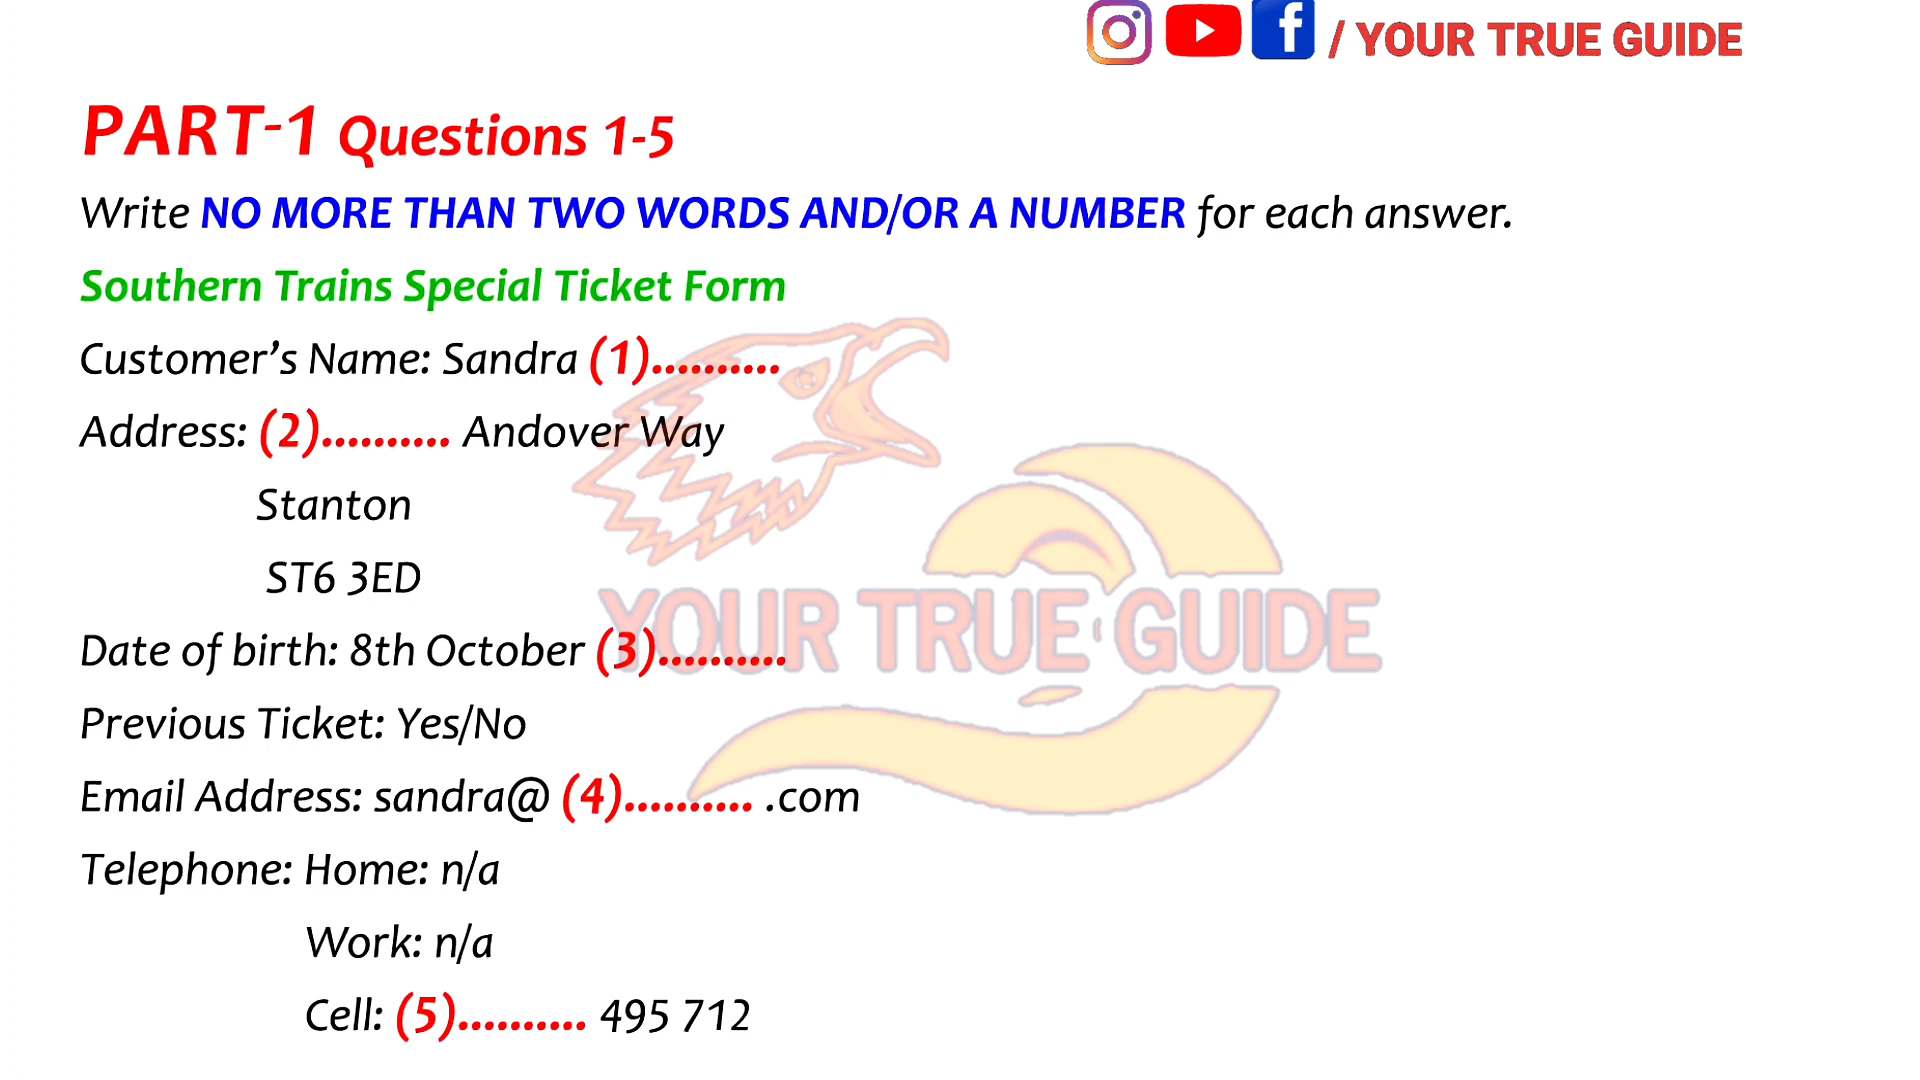 / YOUR TRUE GUIDE
PART-1 Questions 1-5
Write NO MORE THAN TWO WORDS AND/OR A NUMBER for each answer.
Southern Trains Special Ticket Form
Customer’s Name: Sandra (1)..........
Address: (2).......... Andover Way
Stanton
ST6 3ED
YOUR TRUE GUIDE
Date of birth: 8th October (3)..........
Previous Ticket: Yes/No
Email Address: sandra@ (4).......... .com
Telephone: Home: n/a
Work: n/a
Cell: (5).......... 495 712